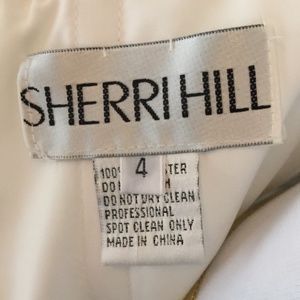 SHERRI HILL
4
100%
DO
DO NOT DRY CLEAN
PROFESSIONAL
SPOT CLEAN ONLY
MADE IN CHINA